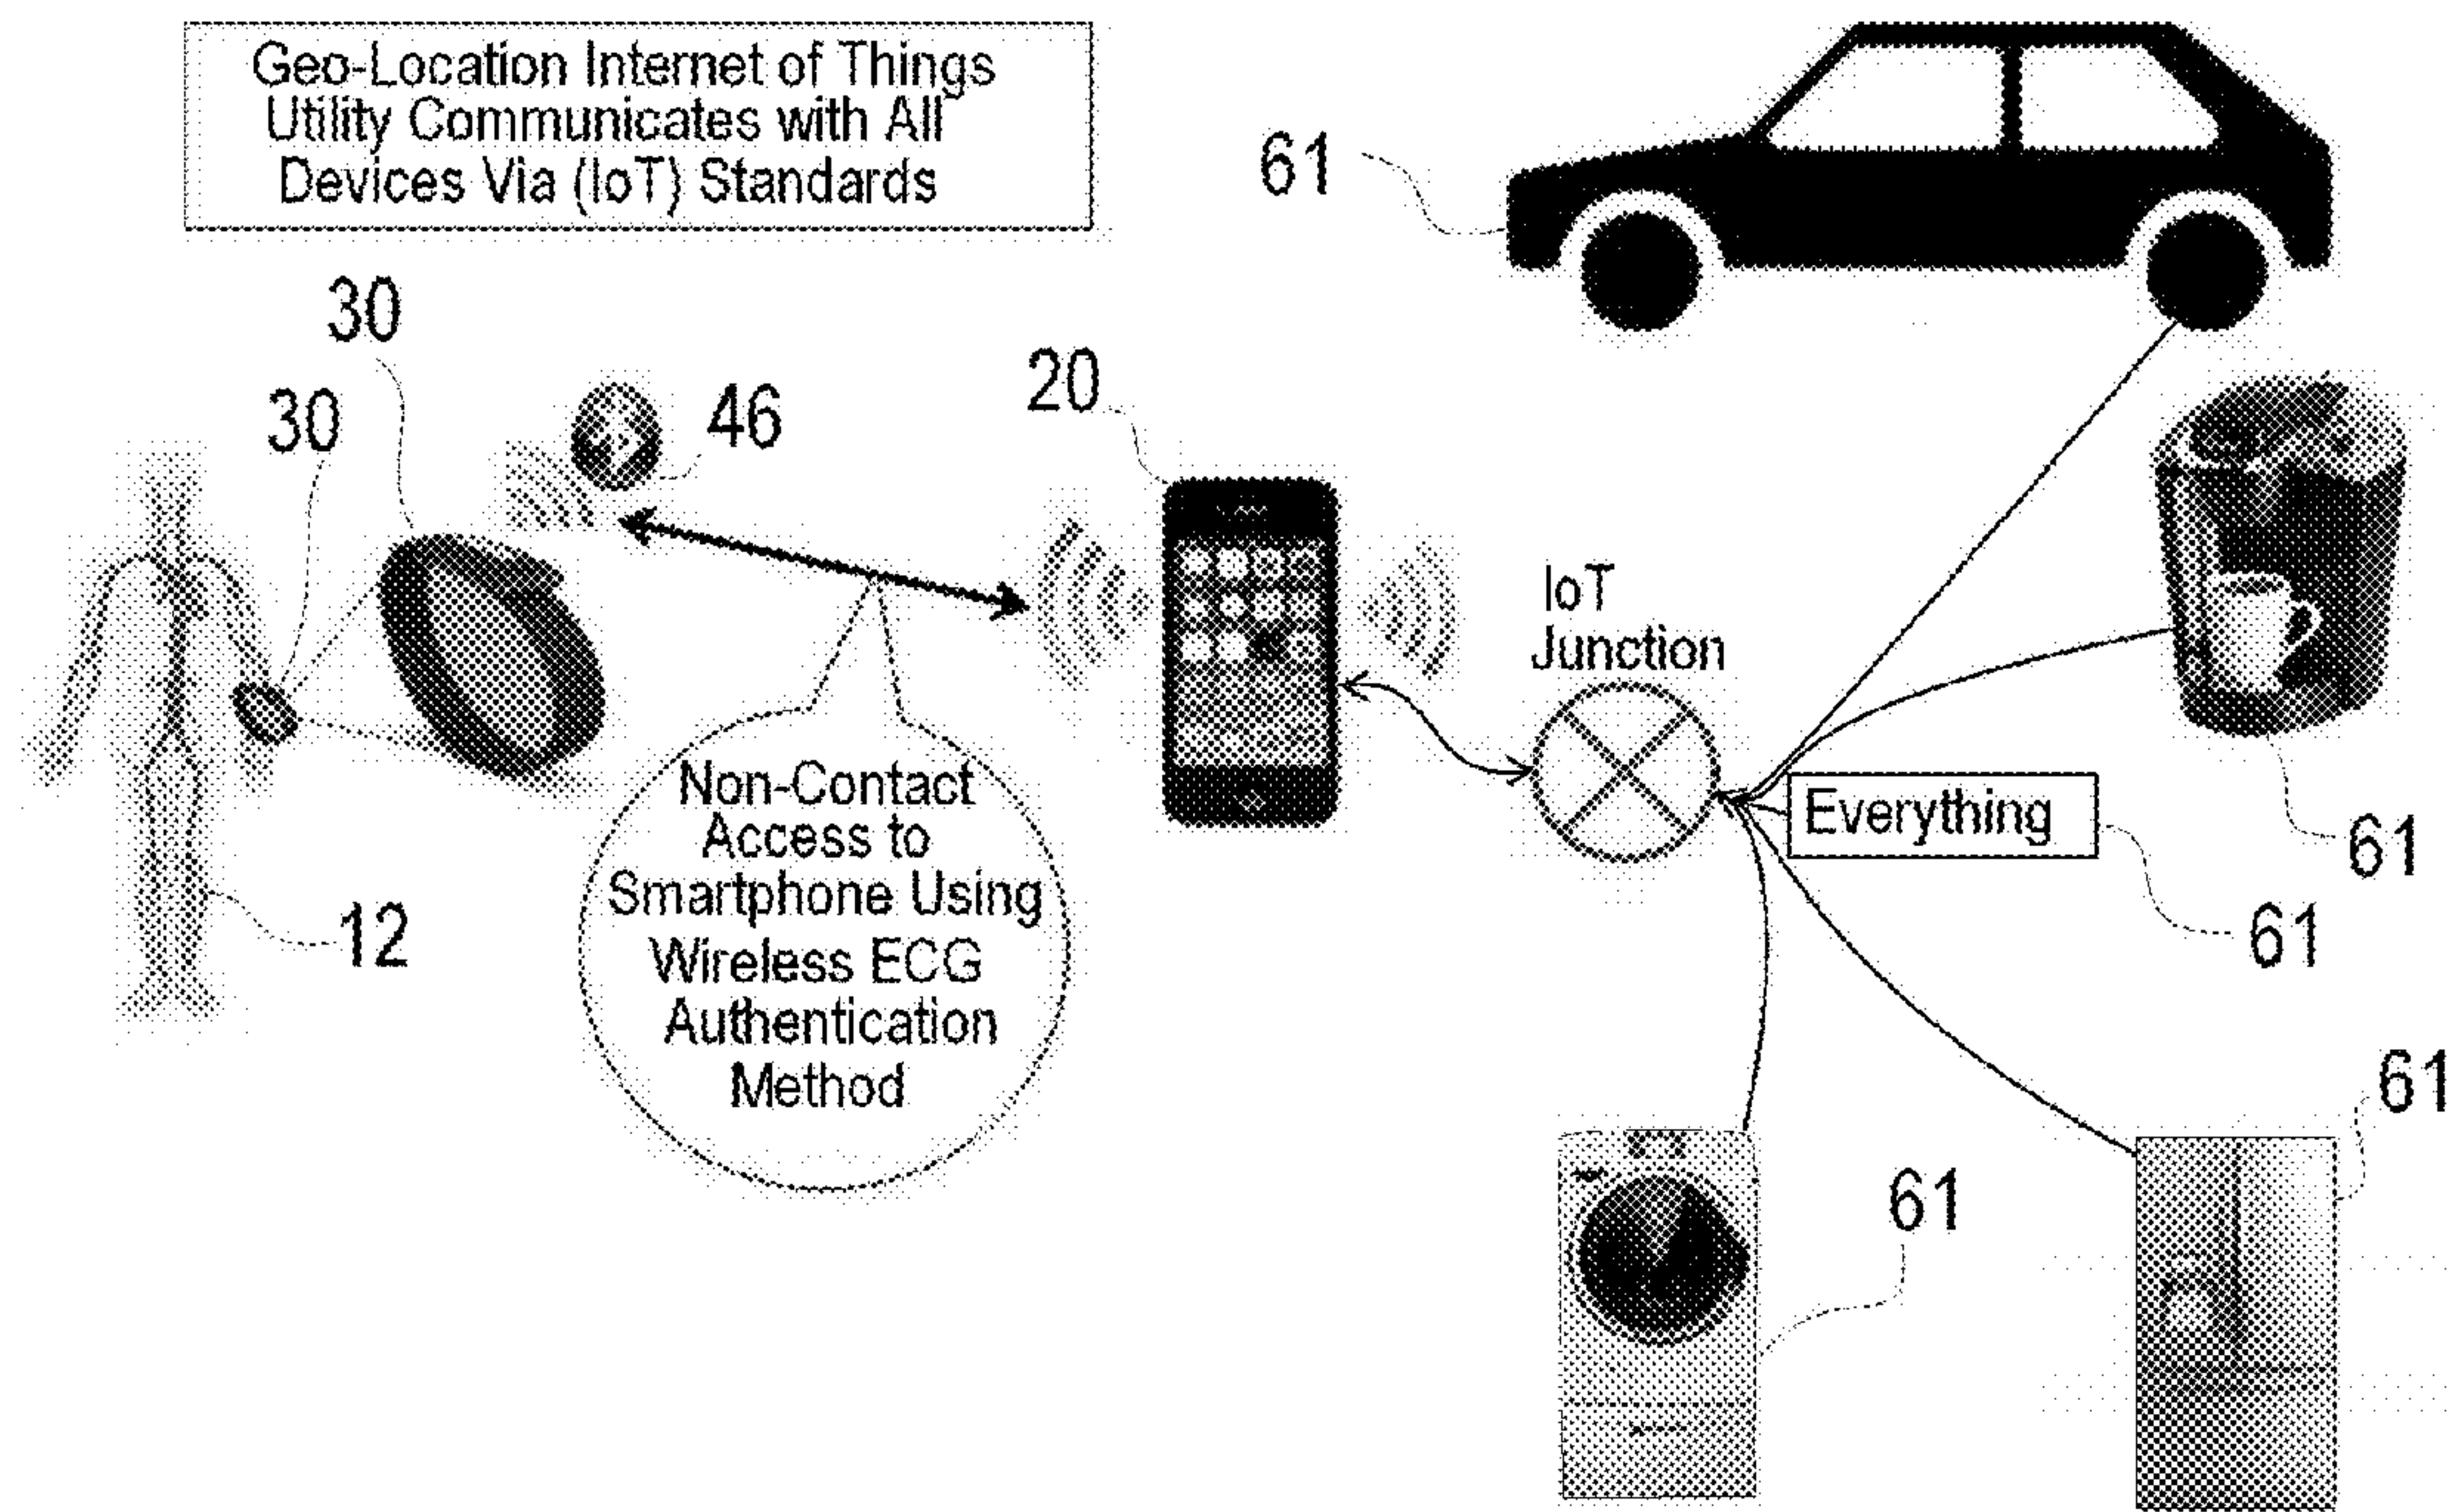 Geo-Location Internet of Things
Utility Communicates with All
Devices Via (IoT) Standards
61
30
30
46
20
IoT
Junction
Everything
61
61
12
Non-Contact
Access to
Smartphone Using
Wireless ECG
Authentication
Method
61
61